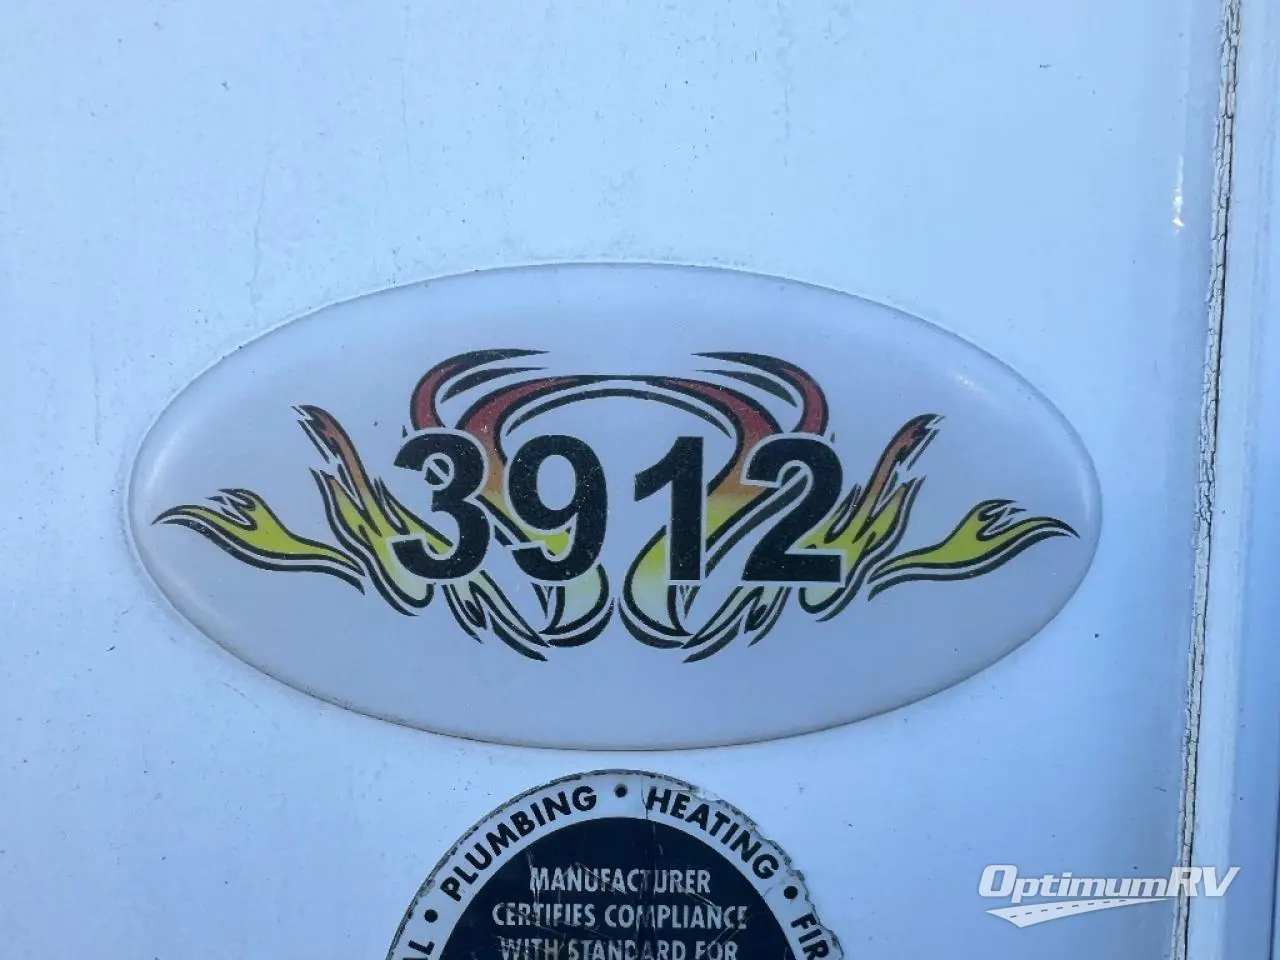 3912
PLUMBING • HEATING •
MANUFACTURER
CERTIFIES COMPLIANCE
WITH STANDARD FOR
OptimumRV